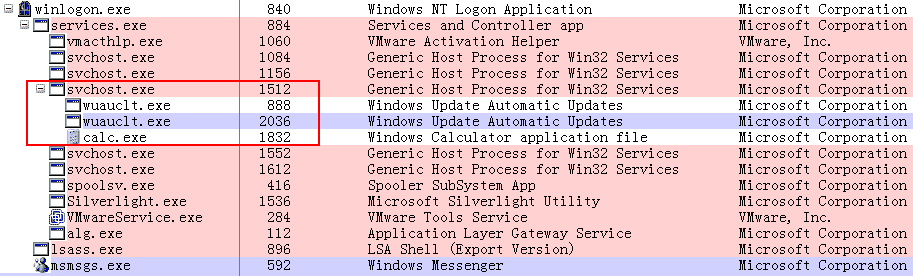 winlogon.exe 840 Windows NT Logon Application Microsoft Corporation
services.exe 884 Services and Controller app Microsoft Corporation
vmacthlp.exe 1060 VMware Activation Helper VMware, Inc.
svchost.exe 1084 Generic Host Process for Win32 Services Microsoft Corporation
svchost.exe 1156 Generic Host Process for Win32 Services Microsoft Corporation
svchost.exe 1512 Generic Host Process for Win32 Services Microsoft Corporation
wuauclt.exe 888 Windows Update Automatic Updates Microsoft Corporation
wuauclt.exe 2036 Windows Update Automatic Updates Microsoft Corporation
calc.exe 1832 Windows Calculator application file Microsoft Corporation
svchost.exe 1552 Generic Host Process for Win32 Services Microsoft Corporation
svchost.exe 1612 Generic Host Process for Win32 Services Microsoft Corporation
spoolsv.exe 416 Spooler SubSystem App Microsoft Corporation
Silverlight.exe 1536 Microsoft Silverlight Utility Microsoft Corporation
VMwareService.exe 284 VMware Tools Service VMware, Inc.
alg.exe 112 Application Layer Gateway Service Microsoft Corporation
lsass.exe 896 LSA Shell (Export Version) Microsoft Corporation
msmsgs.exe 592 Windows Messenger Microsoft Corporation